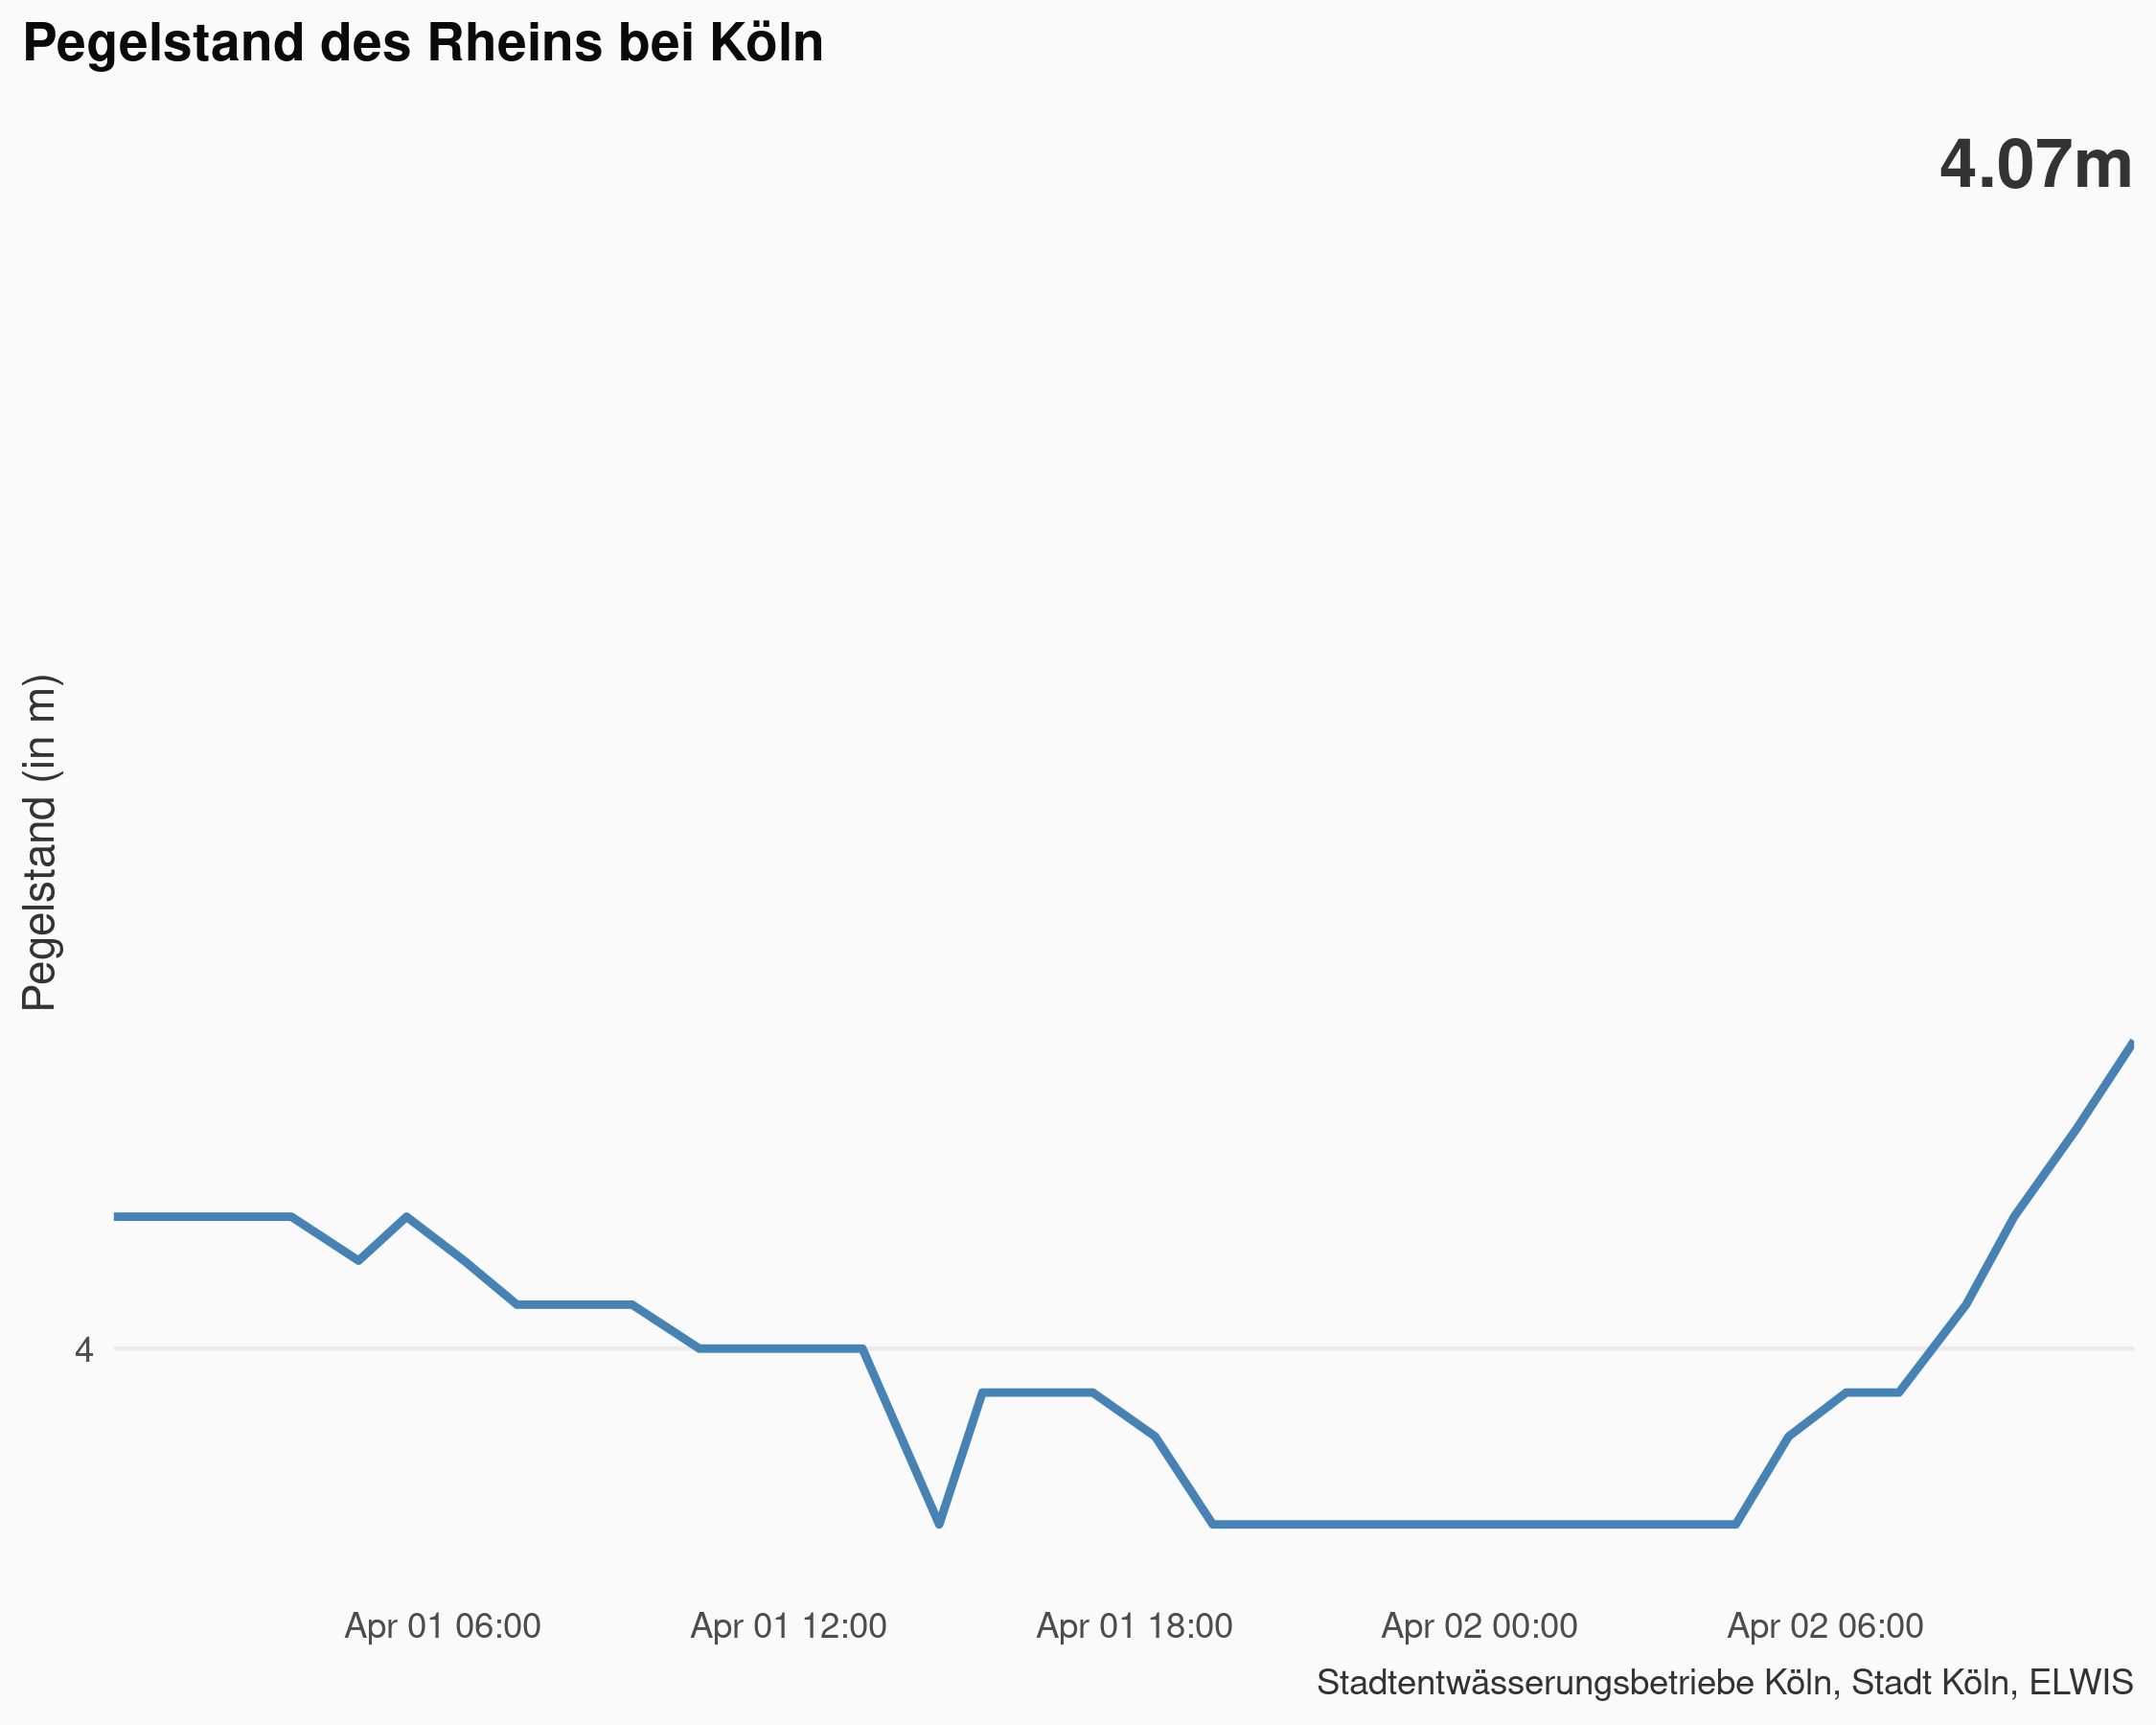 Pegelstand des Rheins bei Köln
4.07m
Pegelstand (in m)
4
Apr 01 06:00 Apr 01 12:00 Apr 01 18:00 Apr 02 00:00 Apr 02 06:00
Stadtentwässerungsbetriebe Köln, Stadt Köln, ELWIS